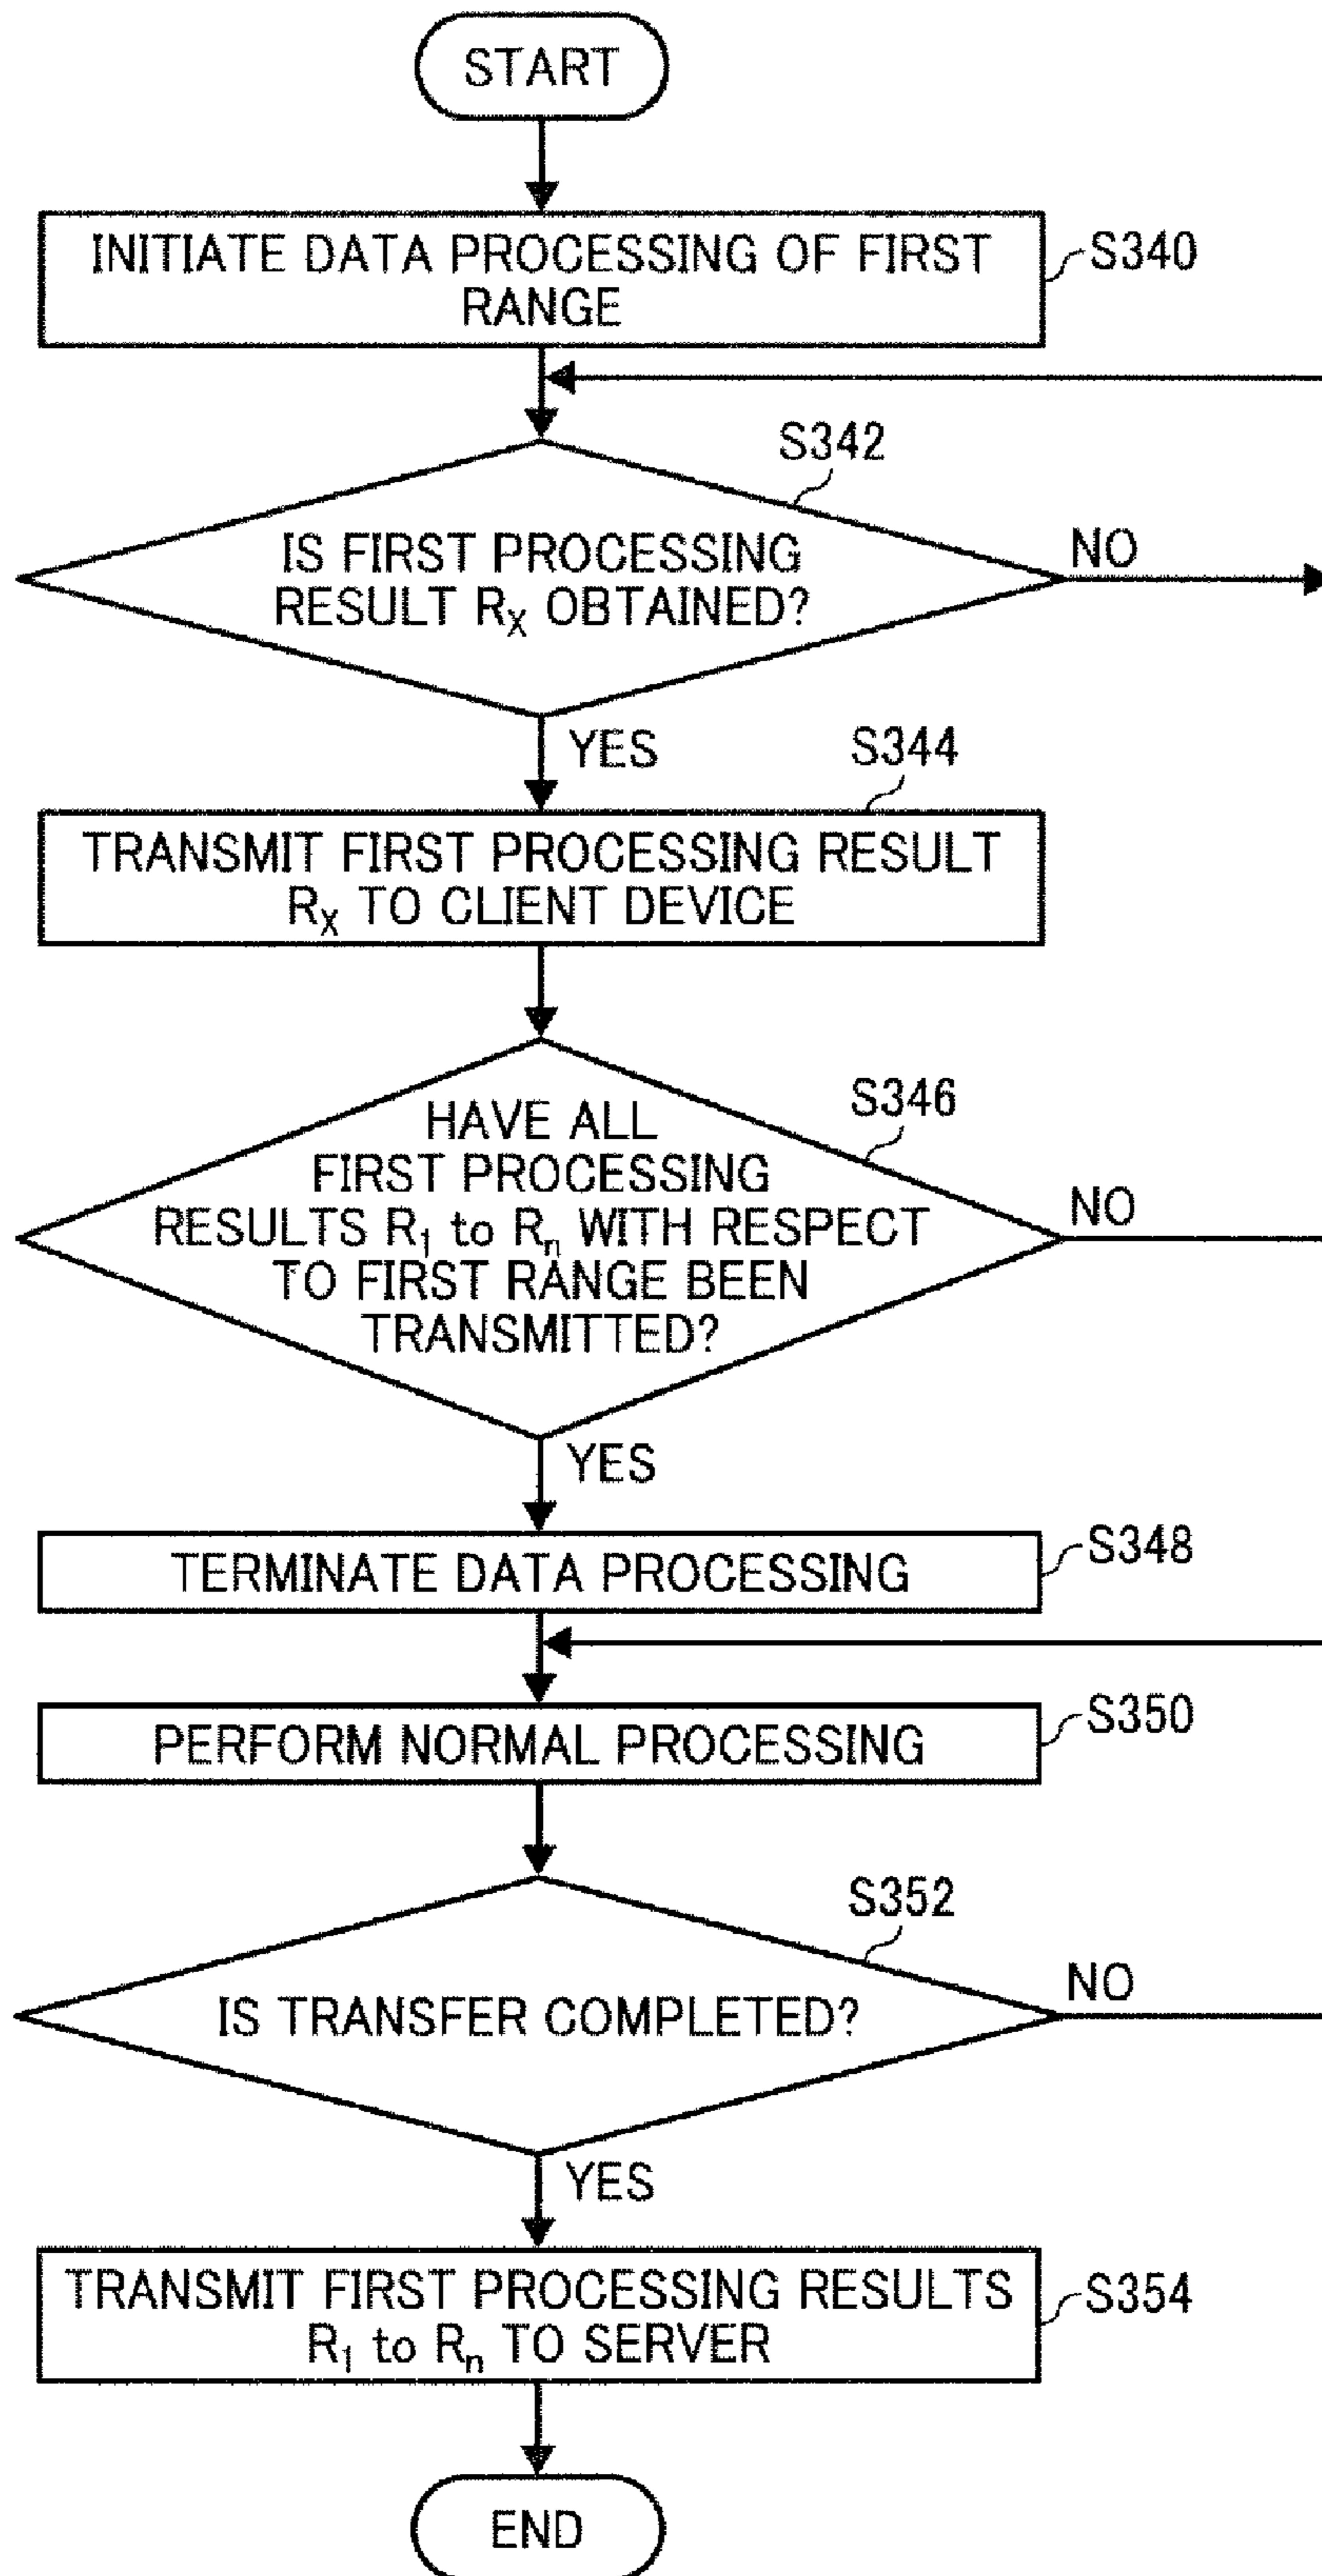 START
INITIATE DATA PROCESSING OF FIRST
RANGE
S340
S342
IS FIRST PROCESSING
RESULT RX OBTAINED?
NO
YES
S344
TRANSMIT FIRST PROCESSING RESULT
RX TO CLIENT DEVICE
S346
HAVE ALL
FIRST PROCESSING
RESULTS R1 to Rn WITH RESPECT
TO FIRST RANGE BEEN
TRANSMITTED?
NO
YES
TERMINATE DATA PROCESSING
S348
PERFORM NORMAL PROCESSING
S350
S352
IS TRANSFER COMPLETED?
NO
YES
TRANSMIT FIRST PROCESSING RESULTS
R1 to Rn TO SERVER
S354
END